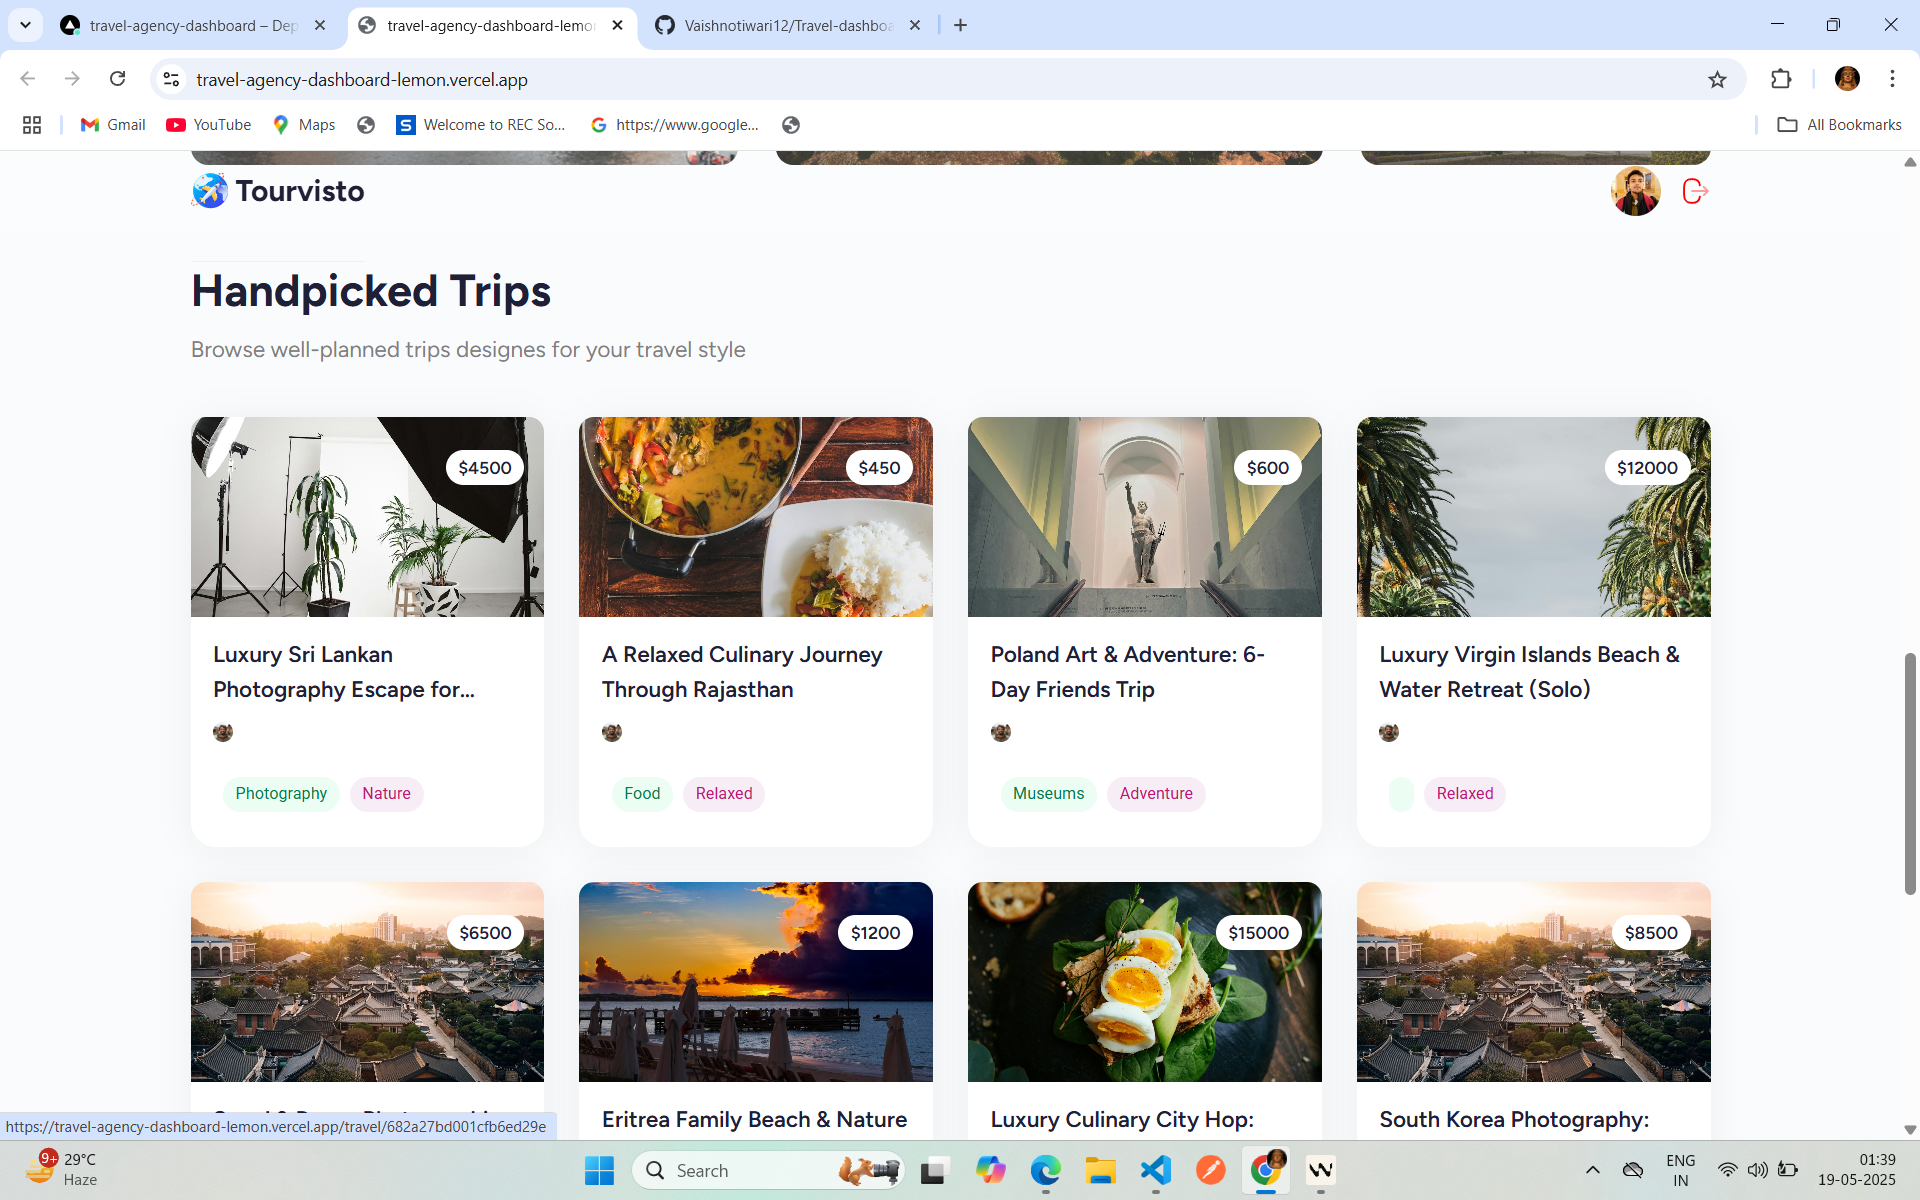 travel-agency-dashboard – Dep
travel-agency-dashboard-lemon
Vaishnotiwari12/Travel-dashboa
travel-agency-dashboard-lemon.vercel.app
Gmail
YouTube
Maps
S
Welcome to REC So...
https://www.google...
All Bookmarks
Tourvisto
Handpicked Trips
Browse well-planned trips designes for your travel style
$4500
$450
$600
$12000
Luxury Sri Lankan
Photography Escape for...
A Relaxed Culinary Journey
Through Rajasthan
Poland Art & Adventure: 6-
Day Friends Trip
Luxury Virgin Islands Beach &
Water Retreat (Solo)
Photography
Nature
Food
Relaxed
Museums
Adventure
Relaxed
$6500
$1200
$15000
$8500
Eritrea Family Beach & Nature
Luxury Culinary City Hop:
South Korea Photography:
https://travel-agency-dashboard-lemon.vercel.app/travel/682a27bd001cfb6ed29e
9+
29°C
Haze
Search
ENG
IN
01:39
19-05-2025